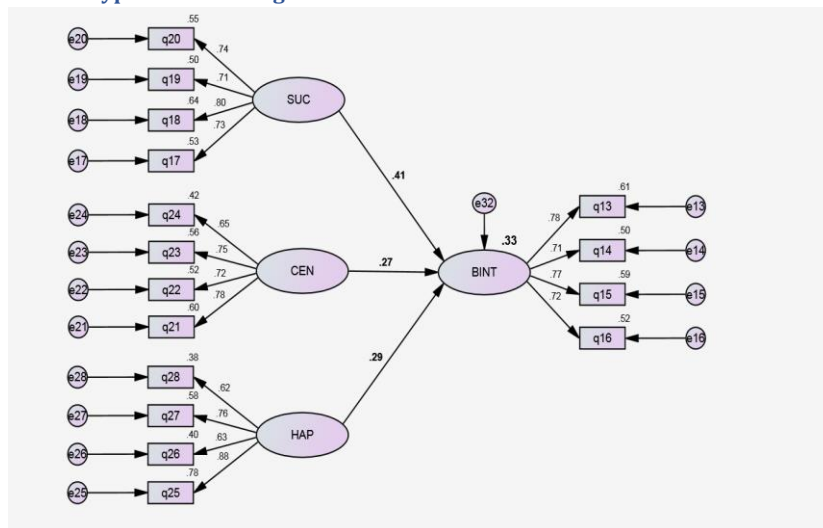 e20
q20
.55
.74
e19
q19
.50
.71
SUC
e18
q18
.64
.80
e17
q17
.53
.73
.41
e24
q24
.42
.65
e23
q23
.56
.75
CEN
e22
q22
.52
.72
e21
q21
.60
.78
.27
e28
q28
.38
.62
e27
q27
.58
.76
HAP
e26
q26
.40
.63
e25
q25
.78
.88
.29
e32
.33
BINT
.78
q13
.61
e13
.71
q14
.50
e14
.77
q15
.59
e15
.72
q16
.52
e16